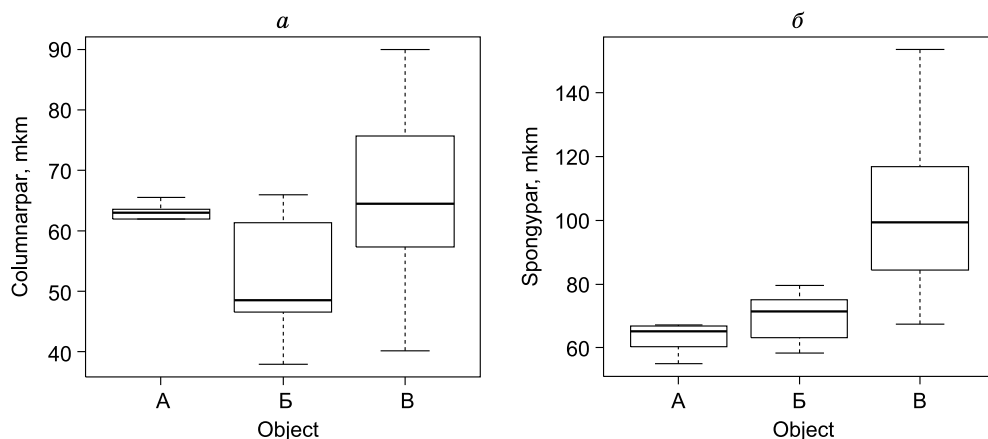 а
Columnarpar, mkm
90
80
70
60
50
40
А
Б
В
Object
б
Spongypar, mkm
140
120
100
80
60
А
Б
В
Object